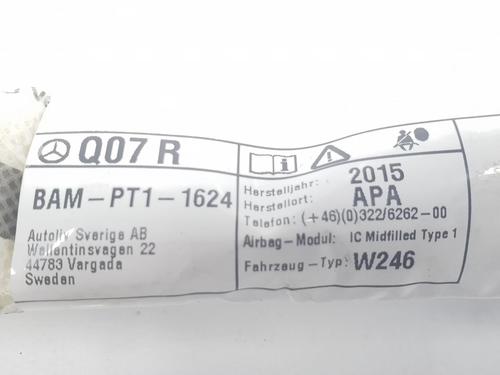 Q07 R
BAM-PT1-1624
Autoliv Sverige AB
Wallentinsvagen 22
44783 Vargada
Sweden
Herstelljahr: 2015
Herstellort: APA
Telefon: (+46)(0)322/6262-00
Airbag-Modul: IC Midfilled Type 1
Fahrzeug-Typ: W246